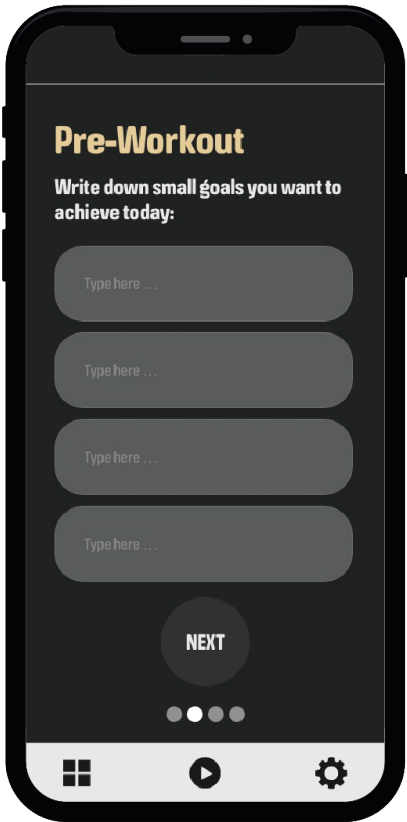 Pre-Workout
Write down small goals you want to
achieve today:
Type here ...
Type here ...
Type here ...
Type here ...
NEXT